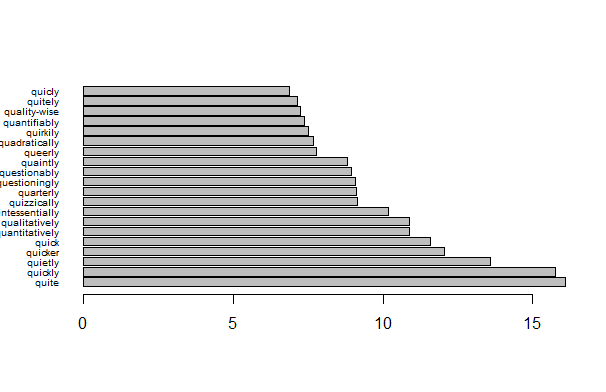 quicly
quitely
quality-wise
quantifiably
quirkily
quadratically
queerly
quaintly
questionably
uestioningly
quarterly
quizzically
ntessentially
qualitatively
uantitatively
quick
quicker
quietly
quickly
quite
0 5 10 15